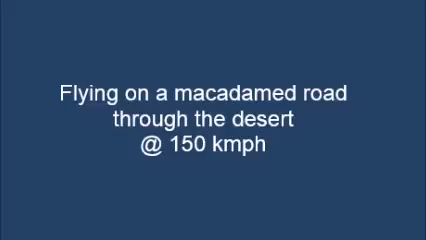 Flying on a macadamed road
through the desert
@ 150 kmph